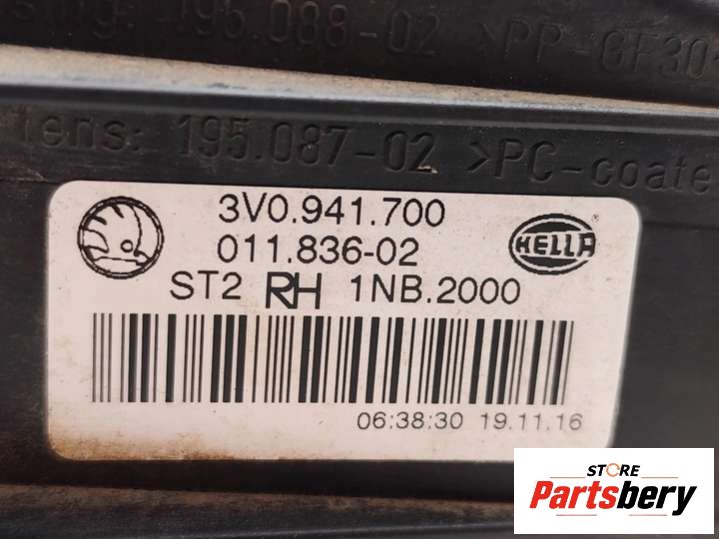 195.088-02 >PP-GF30
lens: 195.087-02 >PC-coate
3V0.941.700
011.836-02
HELLA
ST2 RH 1NB.2000
06:38:30 19.11.16
STORE
Partsbery